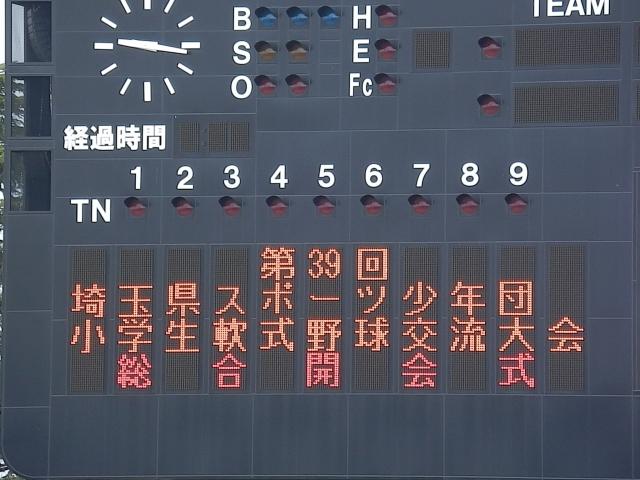 TEAM
B H
S E
O Fc
経過時間
1 2 3 4 5 6 7 8 9
TN
第39回
埼玉県スポーツ少年団
小学生軟式野球交流大会
総合開会式